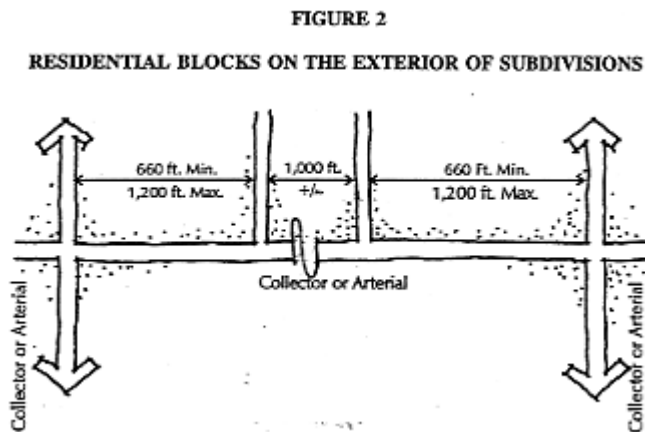 FIGURE 2
RESIDENTIAL BLOCKS ON THE EXTERIOR OF SUBDIVISIONS
660 ft. Min.
1,200 ft. Max.
1,000 ft.
+/-
660 Ft. Min.
1,200 ft. Max.
Collector or Arterial
Collector or Arterial
Collector or Arterial